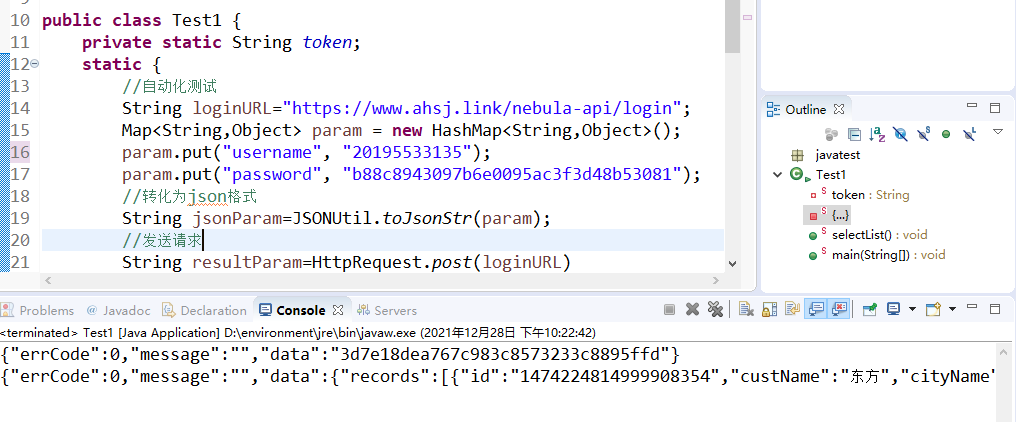 10 public class Test1 {
11 private static String token;
12 static {
13 //自动化测试
14 String loginURL="https://www.ahsj.link/nebula-api/login";
15 Map<String,Object> param = new HashMap<String,Object>();
16 param.put("username", "20195533135");
17 param.put("password", "b88c8943097b6e0095ac3f3d48b53081");
18 //转化为json格式
19 String jsonParam=JSONUtil.toJsonStr(param);
20 //发送请求
21 String resultParam=HttpRequest.post(loginURL)
Outline
javatest
Test1
token : String
{...}
selectList() : void
main(String[]) : void
Problems @ Javadoc Declaration Console Servers
<terminated> Test1 [Java Application] D:\environment\jre\bin\javaw.exe (2021年12月28日 下午10:22:42)
{"errCode":0,"message":"","data":"3d7e18dea767c983c8573233c8895ffd"}
{"errCode":0,"message":"","data":{"records":[{"id":"1474224814999908354","custName":"东方","cityName"